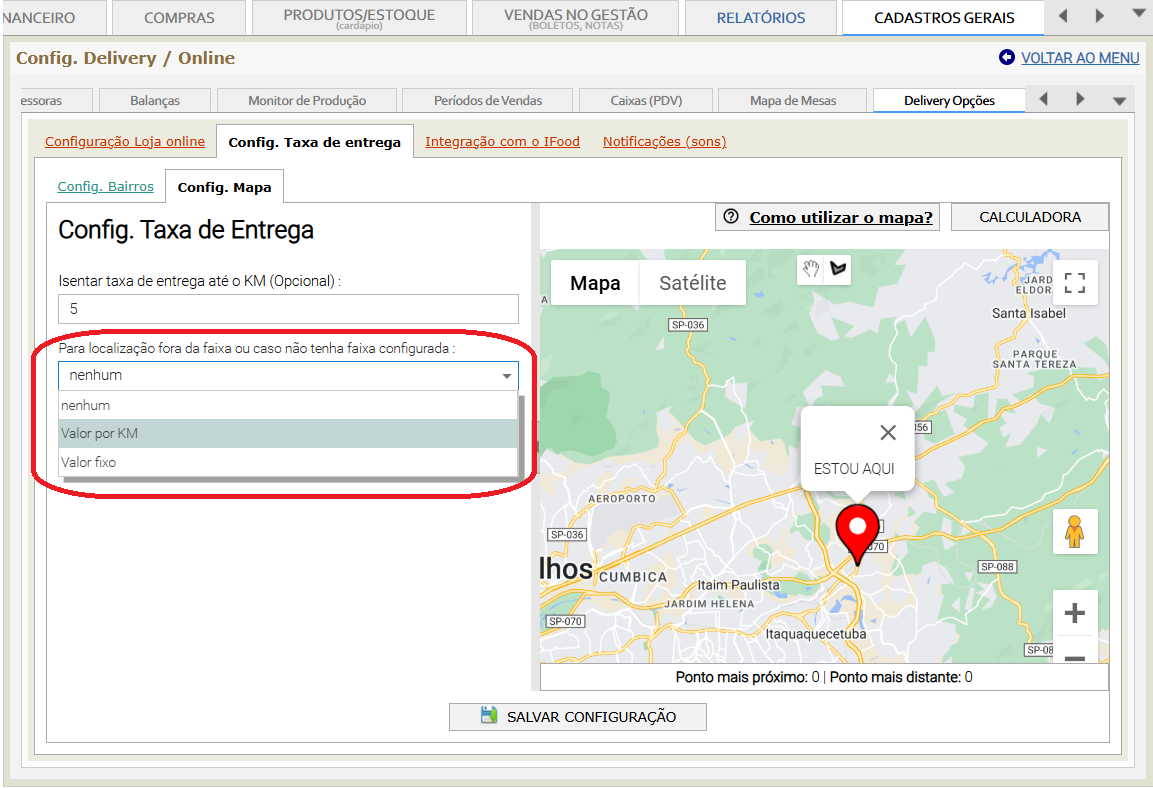 NANCEIRO
COMPRAS
PRODUTOS/ESTOQUE
(cardápio)
VENDAS NO GESTÃO
(BOLETOS, NOTAS)
RELATÓRIOS
CADASTROS GERAIS
Config. Delivery / Online
VOLTAR AO MENU
essoras
Balanças
Monitor de Produção
Períodos de Vendas
Caixas (PDV)
Mapa de Mesas
Delivery Opções
Configuração Loja online
Config. Taxa de entrega
Integração com o IFood
Notificações (sons)
Config. Bairros
Config. Mapa
Config. Taxa de Entrega
Como utilizar o mapa?
CALCULADORA
Isentar taxa de entrega até o KM (Opcional) :
5
Para localização fora da faixa ou caso não tenha faixa configurada :
nenhum
nenhum
Valor por KM
Valor fixo
Mapa
Satélite
JARD
ELDOR
Santa Isabel
SP-036
PARQUE
SANTA TEREZA
56
ESTOU AQUI
AEROPORTO
SP-036
70
lhos
CUMBICA
SP-088
Itaim Paulista
JARDIM HELENA
SP-070
Itaquaquecetuba
SP-08
Ponto mais próximo: 0 | Ponto mais distante: 0
SALVAR CONFIGURAÇÃO